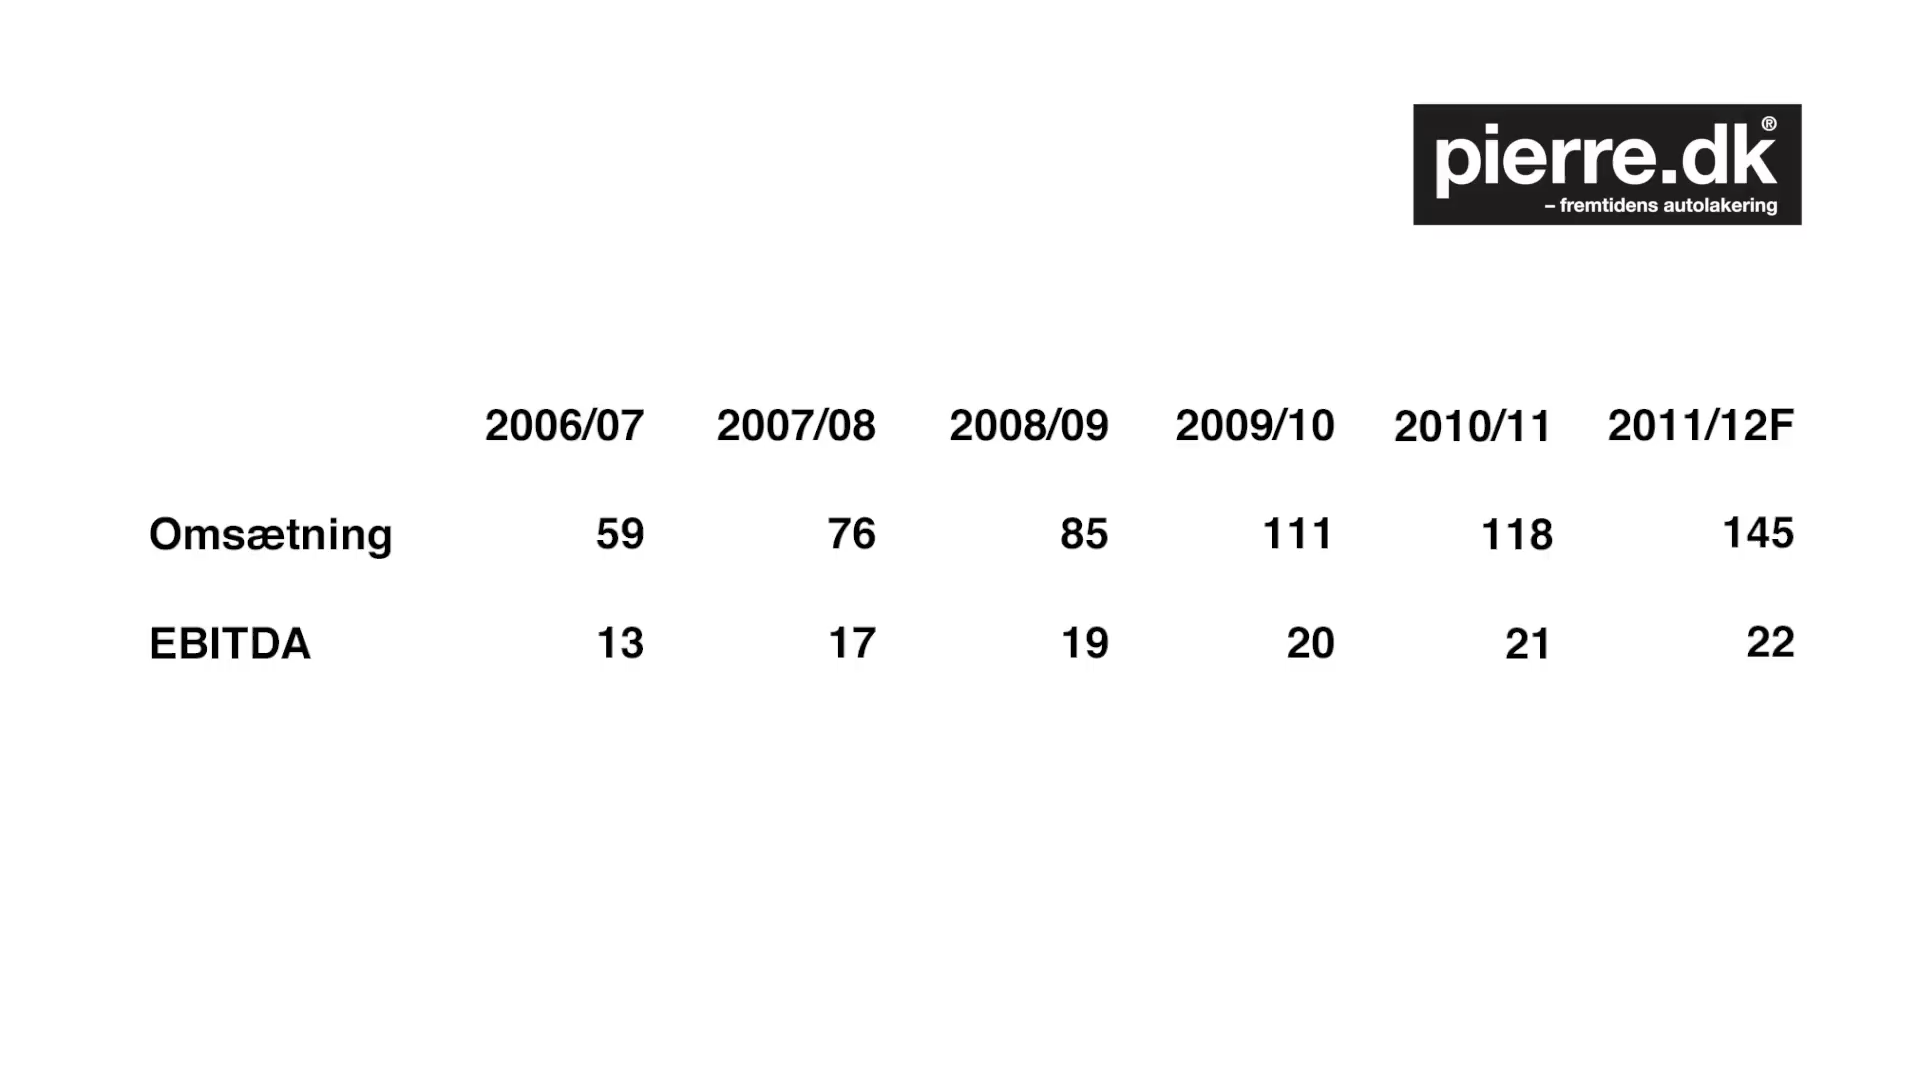 pierre.dk®
– fremtidens autolakering
2006/07 2007/08 2008/09 2009/10 2010/11 2011/12F
Omsætning 59 76 85 111 118 145
EBITDA 13 17 19 20 21 22